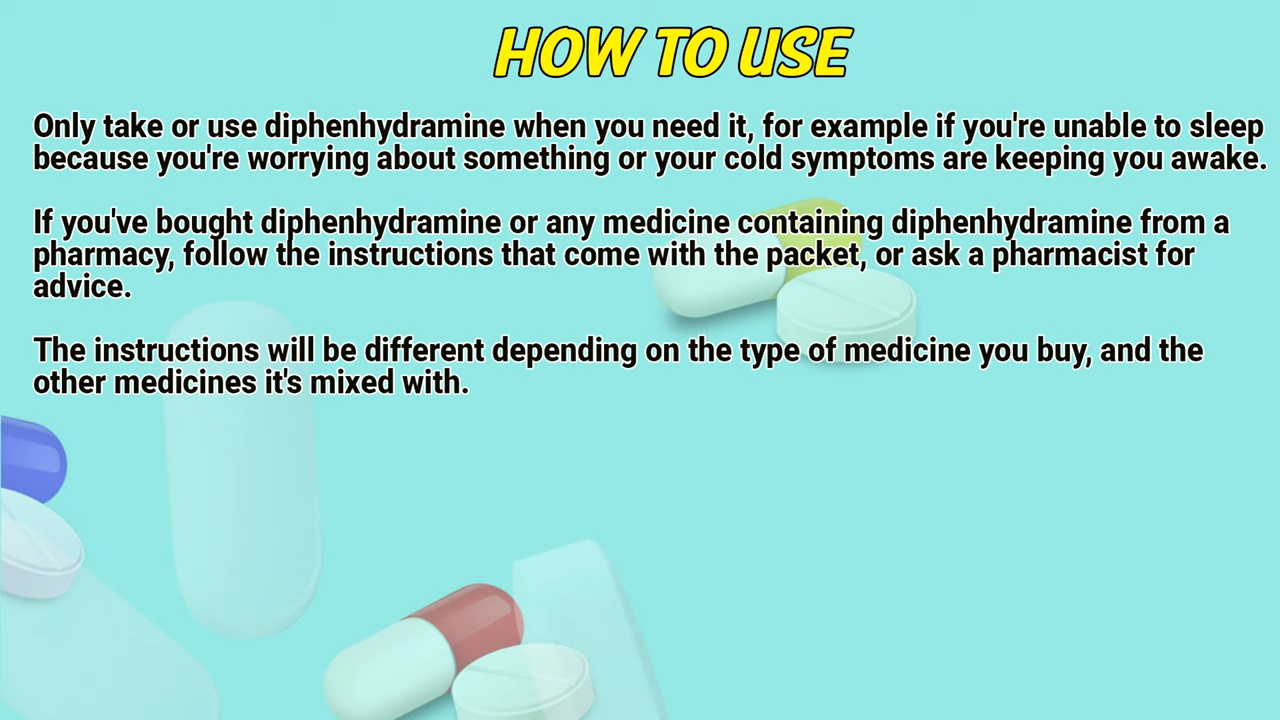 HOW TO USE
Only take or use diphenhydramine when you need it, for example if you're unable to sleep
because you're worrying about something or your cold symptoms are keeping you awake.
If you've bought diphenhydramine or any medicine containing diphenhydramine from a
pharmacy, follow the instructions that come with the packet, or ask a pharmacist for
advice.
The instructions will be different depending on the type of medicine you buy, and the
other medicines it's mixed with.